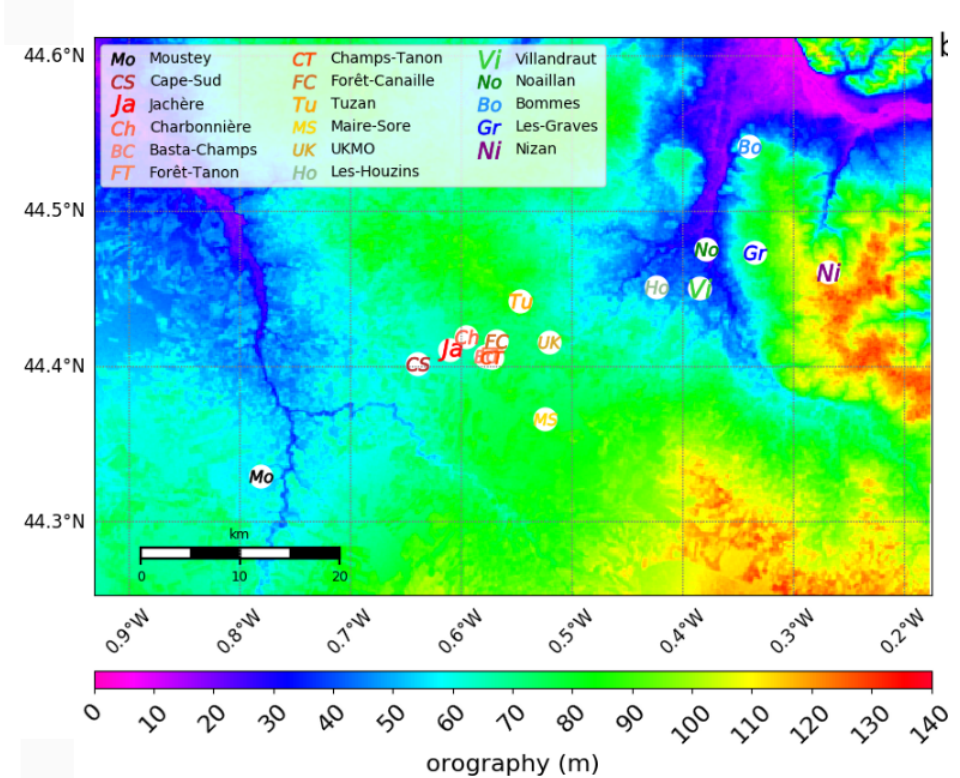 44.6°N
44.5°N
44.4°N
44.3°N
Mo Moustey
CS Cape-Sud
Ja Jachère
Ch Charbonnière
BC Basta-Champs
FT Forêt-Tanon
CT Champs-Tanon
FC Forêt-Canaille
Tu Tuzan
MS Maire-Sore
UK UKMO
Ho Les-Houzins
Vi Villandraut
No Noaillan
Bo Bommes
Gr Les-Graves
Ni Nizan
Bo
No
Gr
Ni
Ho
Vi
Tu
Ch
FC
UK
Ja
BC
CT
CS
MS
Mo
km
0 10 20
0.9°W 0.8°W 0.7°W 0.6°W 0.5°W 0.4°W 0.3°W 0.2°W
0 10 20 30 40 50 60 70 80 90 100 110 120 130 140
orography (m)